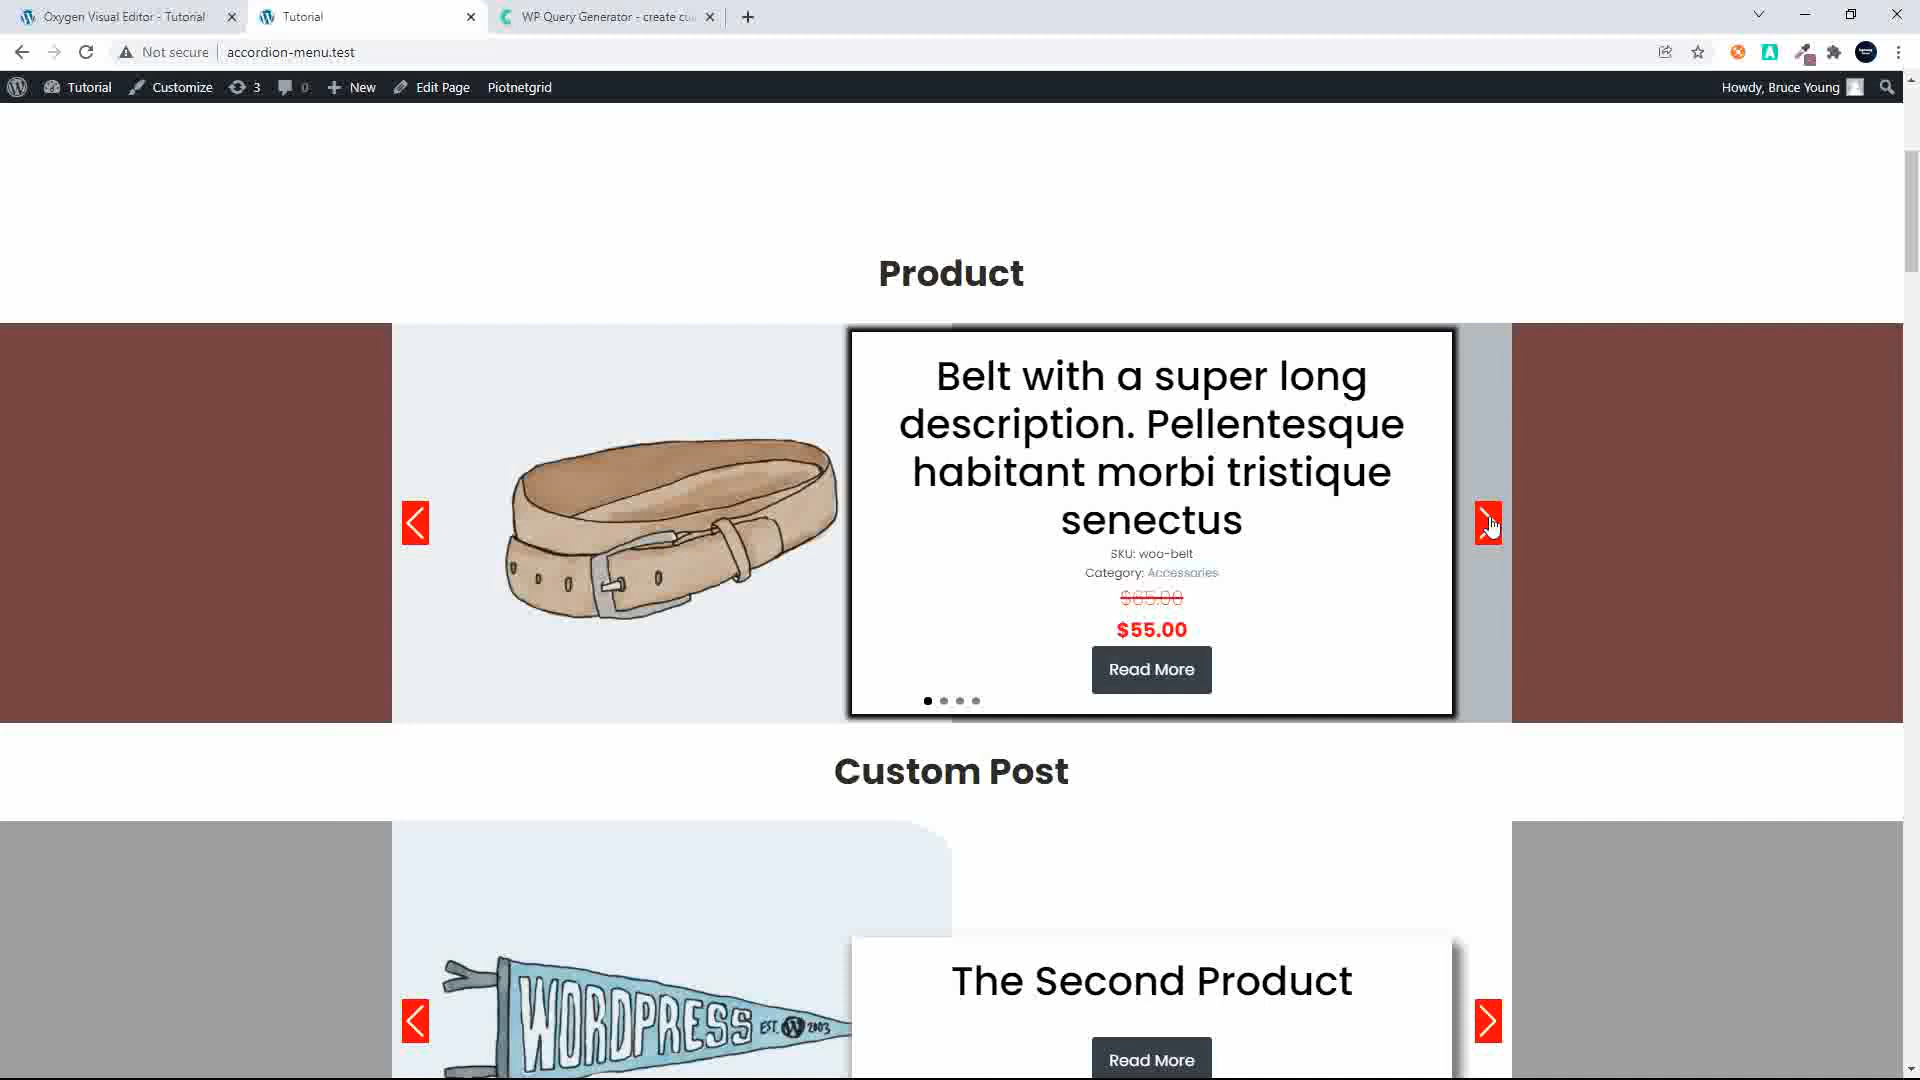 Oxygen Visual Editor - Tutorial
Tutorial
WP Query Generator - create cu
Not secure
accordion-menu.test
Tutorial
Customize
3
0
New
Edit Page
Piotnetgrid
Howdy, Bruce Young
Product
Belt with a super long
description. Pellentesque
habitant morbi tristique
senectus
SKU: woo-belt
Category: Accessories
$65.00
$55.00
Read More
Custom Post
WORDPRESS
EST.
2003
The Second Product
Read More